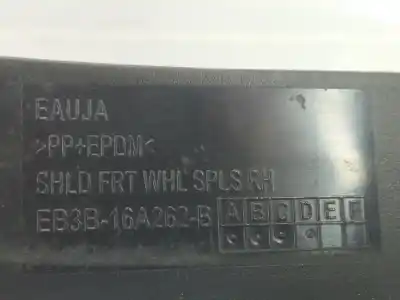 EAUJA
>PP+EPDM<
SHLD FRT WHL SPLS RH
EB3B-16A262-B A B C D E F